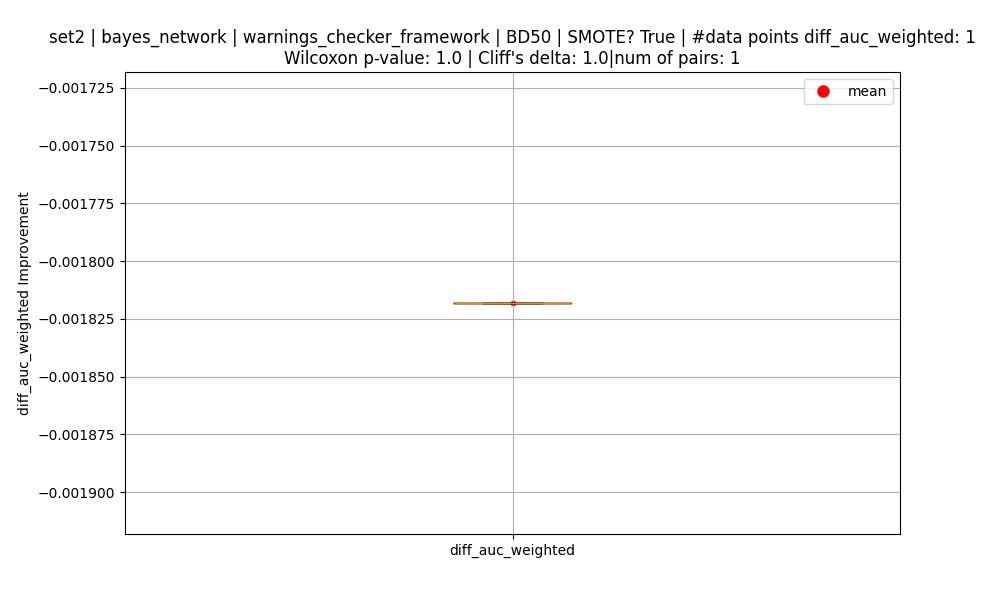 set2 | bayes_network | warnings_checker_framework | BD50 | SMOTE? True | #data points diff_auc_weighted: 1
Wilcoxon p-value: 1.0 | Cliff's delta: 1.0|num of pairs: 1
mean
−0.001725
−0.001750
−0.001775
−0.001800
−0.001825
−0.001850
−0.001875
−0.001900
diff_auc_weighted Improvement
diff_auc_weighted